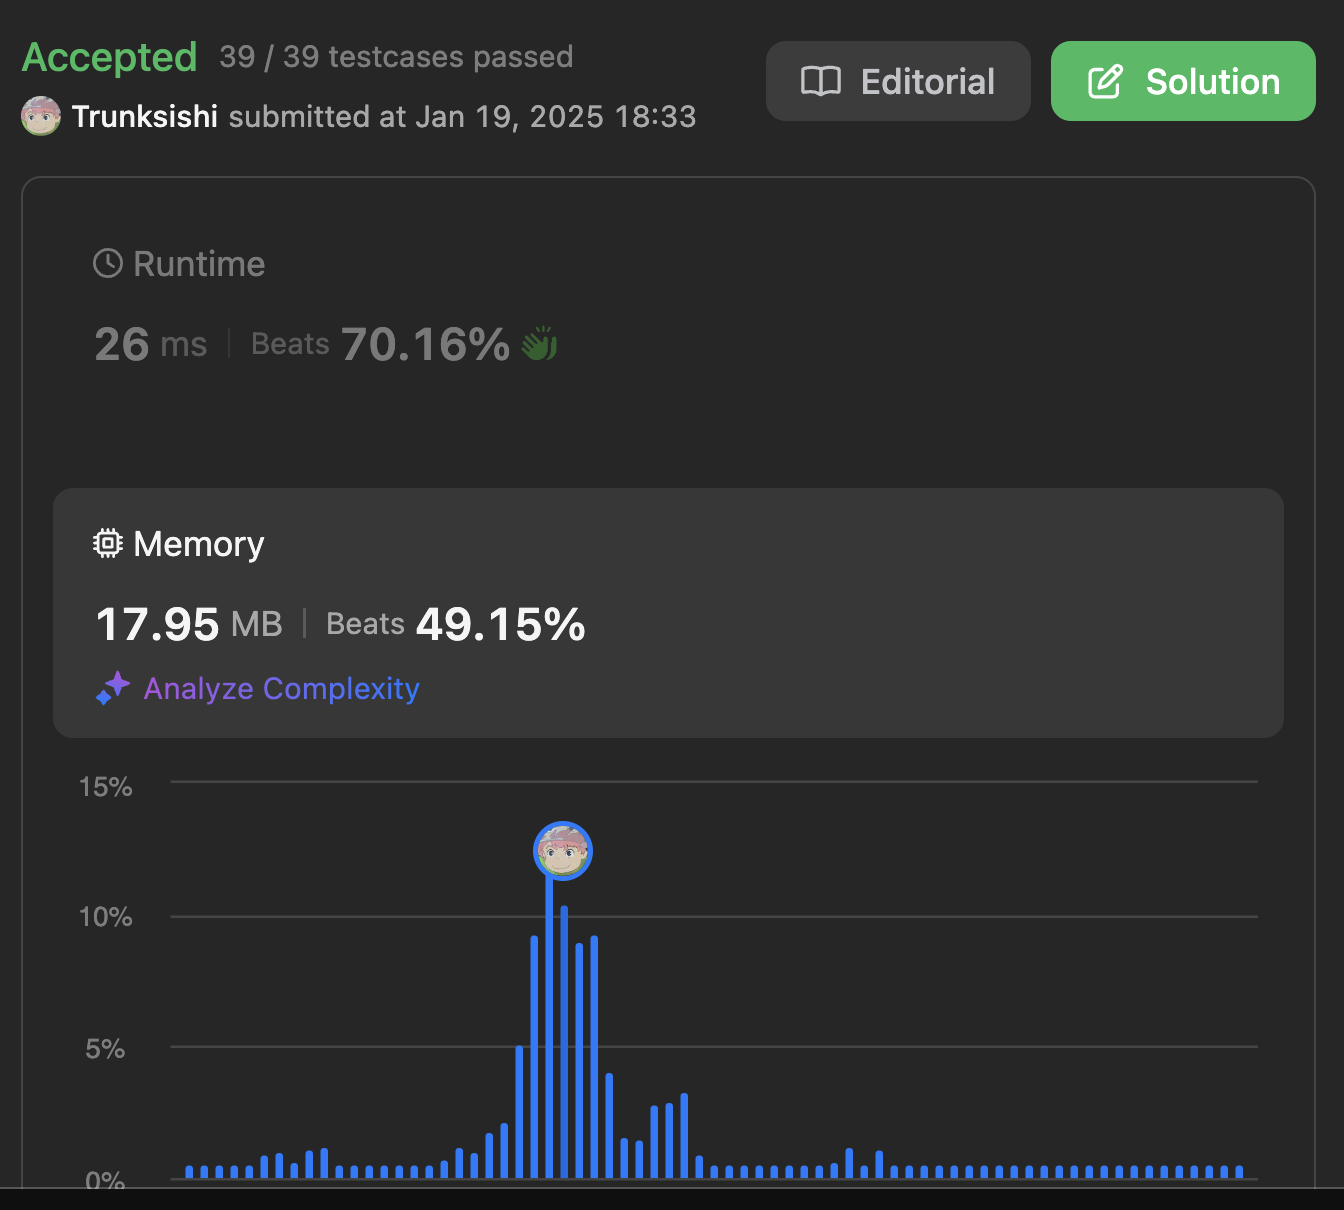 Accepted 39 / 39 testcases passed
Editorial
Solution
Trunksishi submitted at Jan 19, 2025 18:33
Runtime
26 ms | Beats 70.16%
Memory
17.95 MB | Beats 49.15%
Analyze Complexity
15%
10%
5%
0%